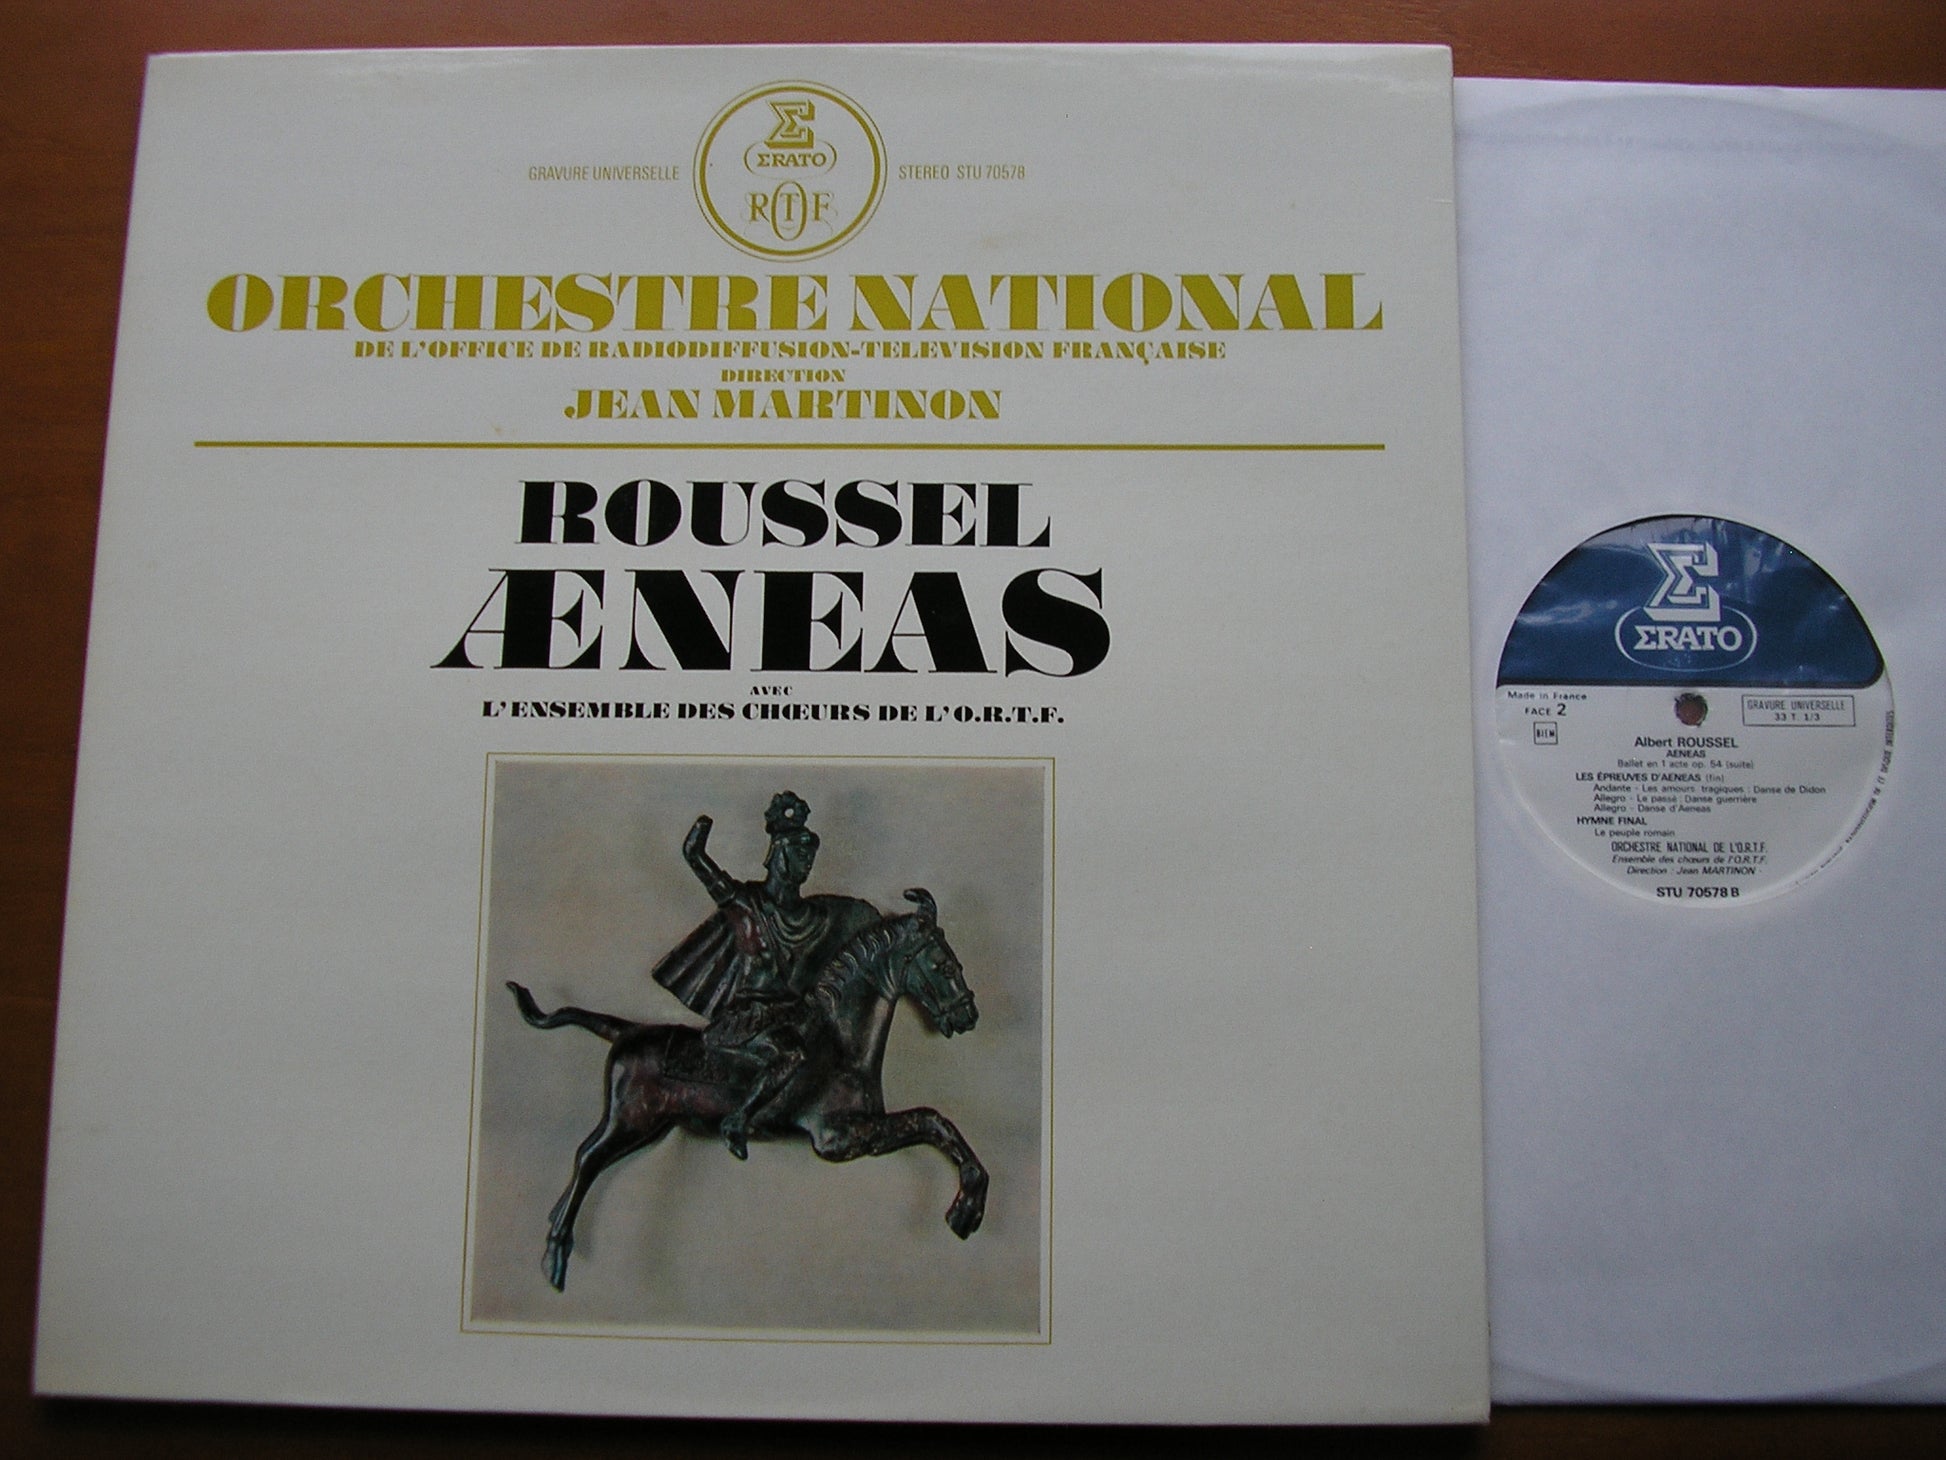 GRAVURE UNIVERSELLE
ΣRATO
ORTF
STEREO STU 70578
ORCHESTRE NATIONAL
DE L'OFFICE DE RADIODIFFUSION-TELEVISION FRANÇAISE
DIRECTION
JEAN MARTINON
ROUSSEL
ÆNEAS
AVEC
L'ENSEMBLE DES CHŒURS DE L'O.R.T.F.
ΣRATO
Made in France
FACE 2
BIEM
GRAVURE UNIVERSELLE
33 T. 1/3
Albert ROUSSEL
AENEAS
Ballet en 1 acte op. 54 (suite)
LES ÉPREUVES D'AENEAS (fin)
Andante - Les amours tragiques : Danse de Didon
Allegro - Le passé : Danse guerrière
Allegro - Danse d'Aeneas
HYMNE FINAL
Le peuple romain
ORCHESTRE NATIONAL DE L'O.R.T.F.
Ensemble des chœurs de l'O.R.T.F.
Direction : Jean MARTINON
STU 70578 B